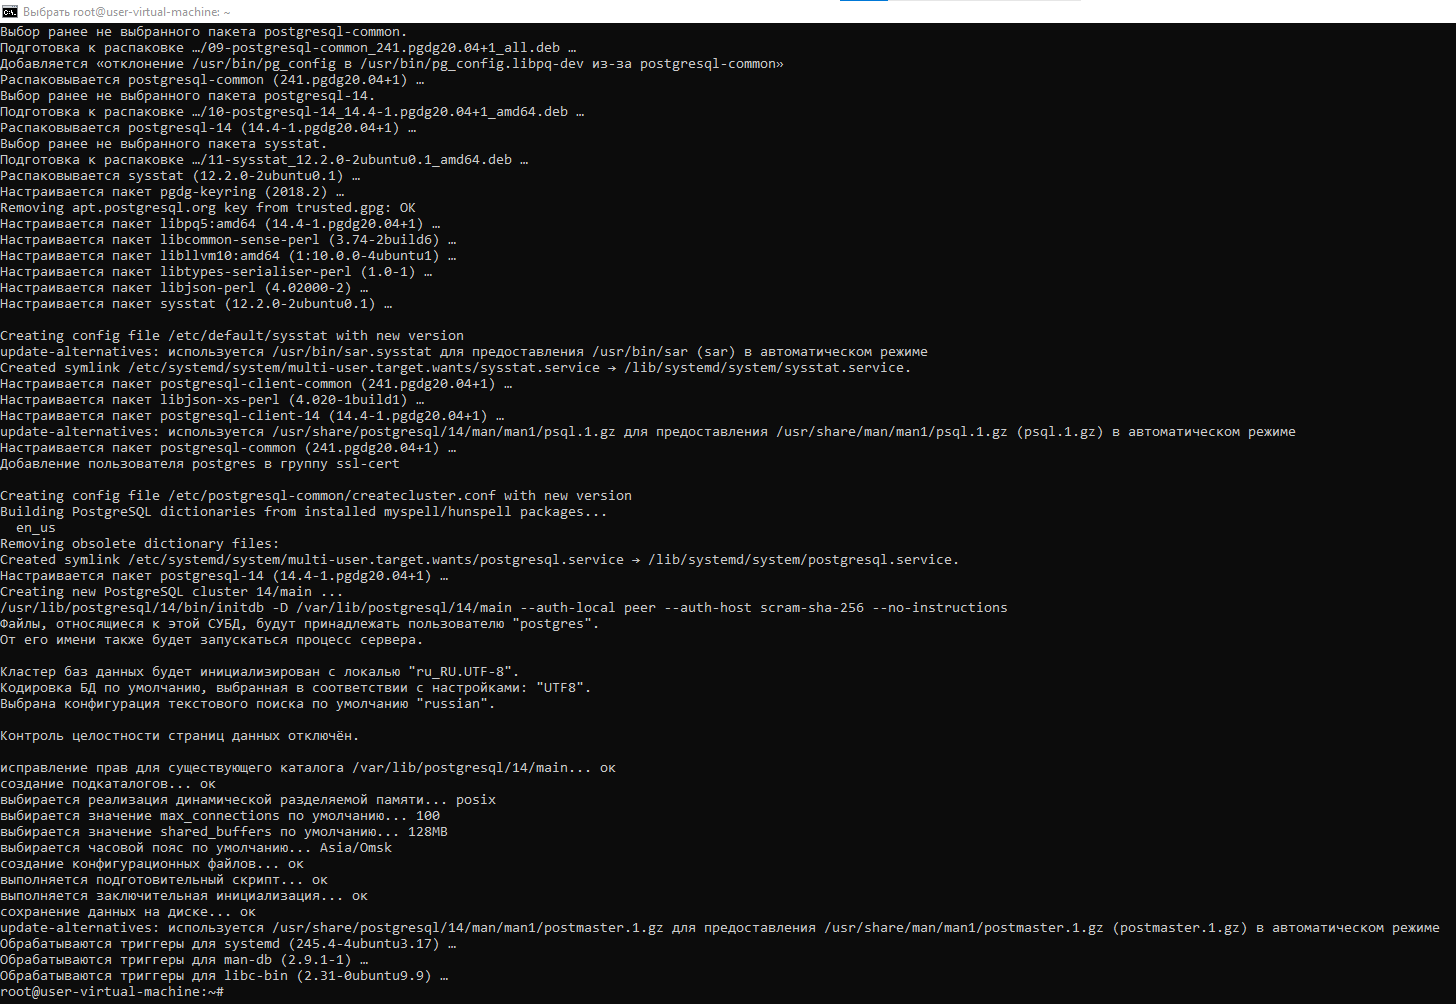 Выбрать root@user-virtual-machine: ~
Выбор ранее не выбранного пакета postgresql-common.
Подготовка к распаковке …/09-postgresql-common_241.pgdg20.04+1_all.deb …
Добавляется «отклонение /usr/bin/pg_config в /usr/bin/pg_config.libpq-dev из-за postgresql-common»
Распаковывается postgresql-common (241.pgdg20.04+1) …
Выбор ранее не выбранного пакета postgresql-14.
Подготовка к распаковке …/10-postgresql-14_14.4-1.pgdg20.04+1_amd64.deb …
Распаковывается postgresql-14 (14.4-1.pgdg20.04+1) …
Выбор ранее не выбранного пакета sysstat.
Подготовка к распаковке …/11-sysstat_12.2.0-2ubuntu0.1_amd64.deb …
Распаковывается sysstat (12.2.0-2ubuntu0.1) …
Настраивается пакет pgdg-keyring (2018.2) …
Removing apt.postgresql.org key from trusted.gpg: OK
Настраивается пакет libpq5:amd64 (14.4-1.pgdg20.04+1) …
Настраивается пакет libcommon-sense-perl (3.74-2build6) …
Настраивается пакет libllvm10:amd64 (1:10.0.0-4ubuntu1) …
Настраивается пакет libtypes-serialiser-perl (1.0-1) …
Настраивается пакет libjson-perl (4.02000-2) …
Настраивается пакет sysstat (12.2.0-2ubuntu0.1) …
Creating config file /etc/default/sysstat with new version
update-alternatives: используется /usr/bin/sar.sysstat для предоставления /usr/bin/sar (sar) в автоматическом режиме
Created symlink /etc/systemd/system/multi-user.target.wants/sysstat.service → /lib/systemd/system/sysstat.service.
Настраивается пакет postgresql-client-common (241.pgdg20.04+1) …
Настраивается пакет libjson-xs-perl (4.020-1build1) …
Настраивается пакет postgresql-client-14 (14.4-1.pgdg20.04+1) …
update-alternatives: используется /usr/share/postgresql/14/man/man1/psql.1.gz для предоставления /usr/share/man/man1/psql.1.gz (psql.1.gz) в автоматическом режиме
Настраивается пакет postgresql-common (241.pgdg20.04+1) …
Добавление пользователя postgres в группу ssl-cert
Creating config file /etc/postgresql-common/createcluster.conf with new version
Building PostgreSQL dictionaries from installed myspell/hunspell packages...
en_us
Removing obsolete dictionary files:
Created symlink /etc/systemd/system/multi-user.target.wants/postgresql.service → /lib/systemd/system/postgresql.service.
Настраивается пакет postgresql-14 (14.4-1.pgdg20.04+1) …
Creating new PostgreSQL cluster 14/main ...
/usr/lib/postgresql/14/bin/initdb -D /var/lib/postgresql/14/main --auth-local peer --auth-host scram-sha-256 --no-instructions
Файлы, относящиеся к этой СУБД, будут принадлежать пользователю "postgres".
От его имени также будет запускаться процесс сервера.
Кластер баз данных будет инициализирован с локалью "ru_RU.UTF-8".
Кодировка БД по умолчанию, выбранная в соответствии с настройками: "UTF8".
Выбрана конфигурация текстового поиска по умолчанию "russian".
Контроль целостности страниц данных отключён.
исправление прав для существующего каталога /var/lib/postgresql/14/main... ок
создание подкаталогов... ок
выбирается реализация динамической разделяемой памяти... posix
выбирается значение max_connections по умолчанию... 100
выбирается значение shared_buffers по умолчанию... 128MB
выбирается часовой пояс по умолчанию... Asia/Omsk
создание конфигурационных файлов... ок
выполняется подготовительный скрипт... ок
выполняется заключительная инициализация... ок
сохранение данных на диске... ок
update-alternatives: используется /usr/share/postgresql/14/man/man1/postmaster.1.gz для предоставления /usr/share/man/man1/postmaster.1.gz (postmaster.1.gz) в автоматическом режиме
Обрабатываются триггеры для systemd (245.4-4ubuntu3.17) …
Обрабатываются триггеры для man-db (2.9.1-1) …
Обрабатываются триггеры для libc-bin (2.31-0ubuntu9.9) …
root@user-virtual-machine:~#